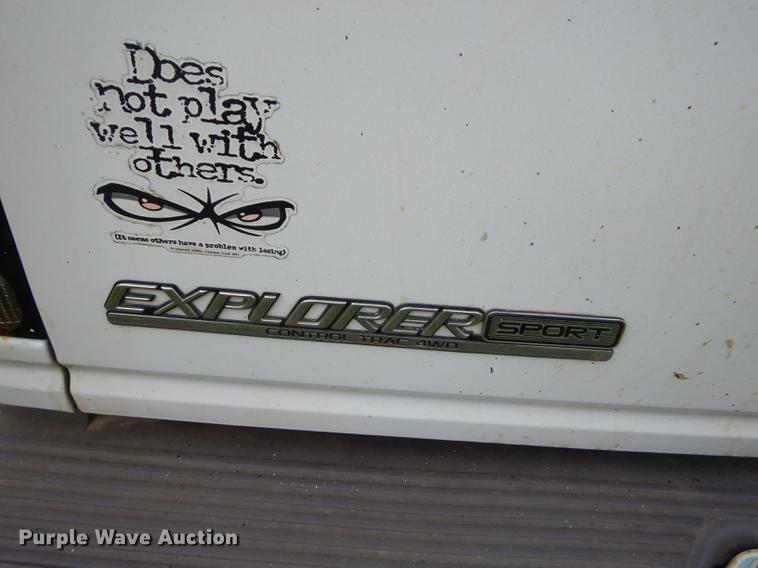 Does
not play
well with
others.
(It seems others have a problem with losing)
EXPLORER SPORT
CONTROL TRAC 4WD
Purple Wave Auction